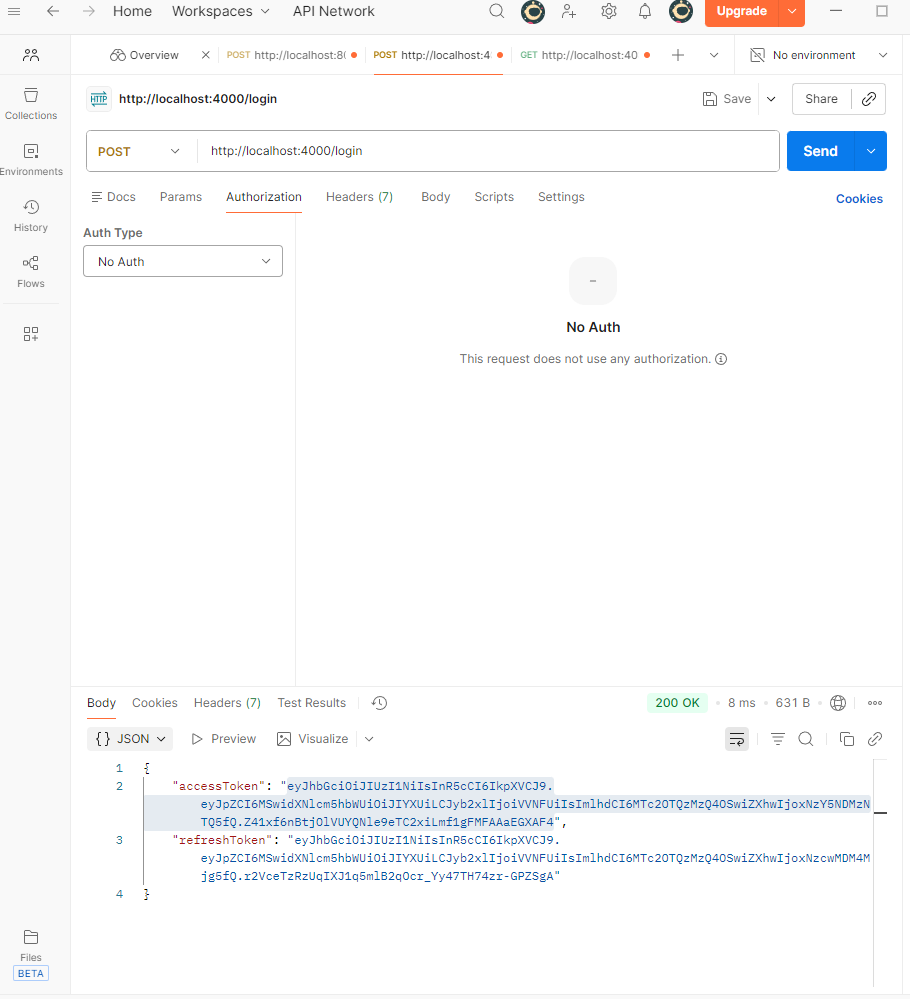 Home Workspaces API Network Upgrade
Overview POST http://localhost:80 POST http://localhost:4 GET http://localhost:40 No environment
HTTP http://localhost:4000/login Save Share
POST http://localhost:4000/login Send
Docs Params Authorization Headers (7) Body Scripts Settings Cookies
Collections
Environments
History
Flows
Auth Type
No Auth
No Auth
This request does not use any authorization.
Body Cookies Headers (7) Test Results 200 OK 8 ms 631 B
{} JSON Preview Visualize
1 {
2 "accessToken": "eyJhbGciOiJIUzI1NiIsInR5cCI6IkpXVCJ9.
eyJpZCI6MSwidXNlcm5hbWUiOiJIYXUiLCJyb2xlIjoiVVNFUiIsImlhdCI6MTc2OTQzMzQ4OSwiZXhwIjoxNzY5NDMzN
TQ5fQ.Z41xf6nBtjOlVUYQNle9eTC2xiLmf1gFMFAAaEGXAF4",
3 "refreshToken": "eyJhbGciOiJIUzI1NiIsInR5cCI6IkpXVCJ9.
eyJpZCI6MSwidXNlcm5hbWUiOiJIYXUiLCJyb2xlIjoiVVNFUiIsImlhdCI6MTc2OTQzMzQ4OSwiZXhwIjoxNzcwMDM4M
jg5fQ.r2VceTzRzUqIXJ1q5mlB2qOcr_Yy47TH74zr-GPZSgA"
4 }
Files
BETA